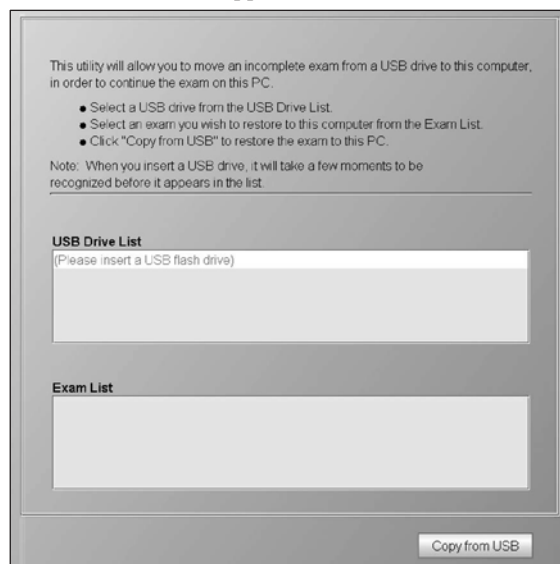 This utility will allow you to move an incomplete exam from a USB drive to this computer,
in order to continue the exam on this PC.
● Select a USB drive from the USB Drive List.
● Select an exam you wish to restore to this computer from the Exam List.
● Click "Copy from USB" to restore the exam to this PC.
Note: When you insert a USB drive, it will take a few moments to be
recognized before it appears in the list.
USB Drive List
(Please insert a USB flash drive)
Exam List
Copy from USB